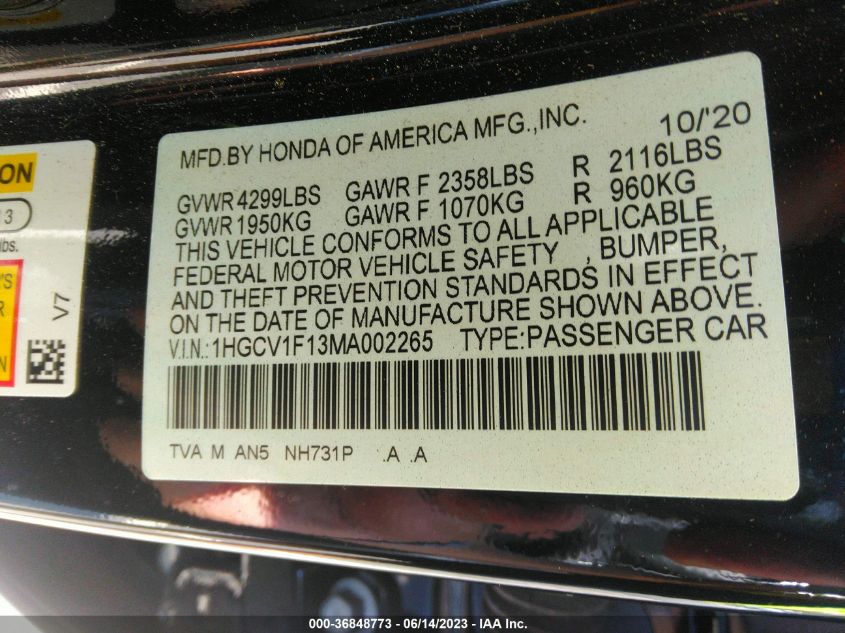 MFD.BY HONDA OF AMERICA MFG.,INC. 10/'20
GVWR 4299LBS GAWR F 2358LBS R 2116LBS
GVWR 1950KG GAWR F 1070KG R 960KG
THIS VEHICLE CONFORMS TO ALL APPLICABLE
FEDERAL MOTOR VEHICLE SAFETY , BUMPER,
AND THEFT PREVENTION STANDARDS IN EFFECT
ON THE DATE OF MANUFACTURE SHOWN ABOVE.
V.I.N.:1HGCV1F13MA002265 TYPE:PASSENGER CAR
TVA M AN5 NH731P .A .A
ON
3
lbs.
'S
R
V7
000-36848773 - 06/14/2023 - IAA Inc.